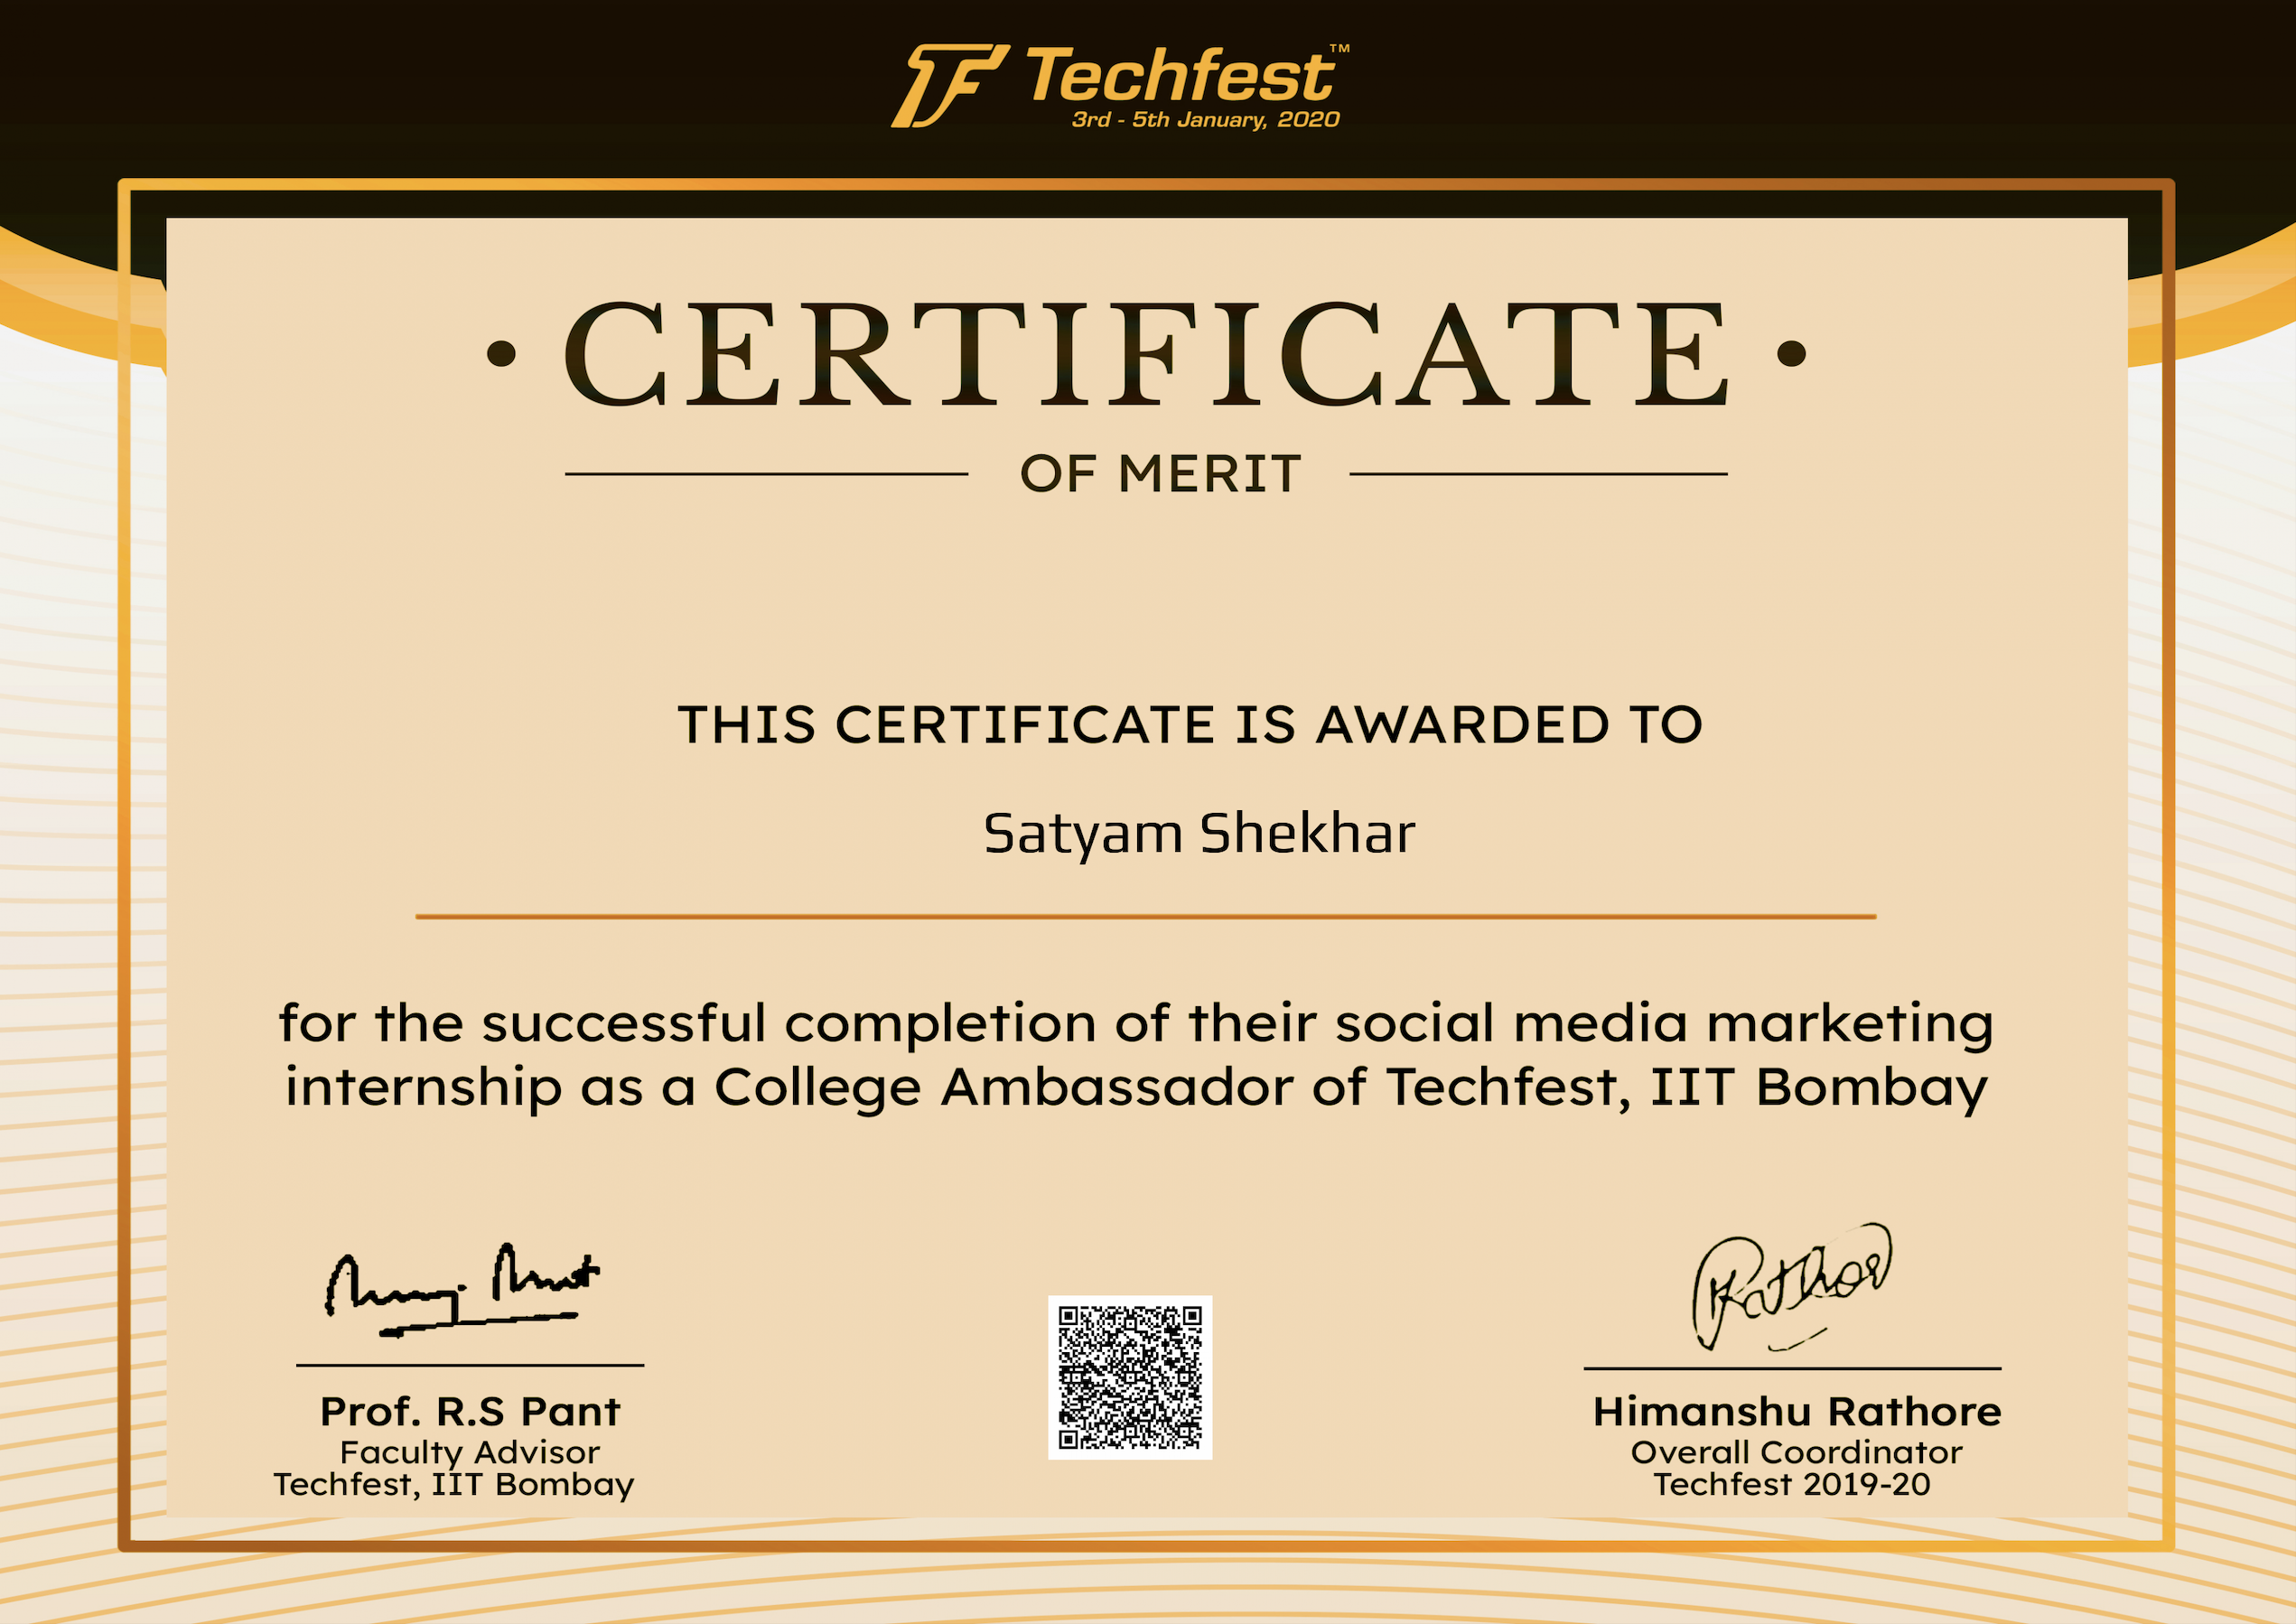 TF Techfest™
3rd - 5th January, 2020
• CERTIFICATE •
OF MERIT
THIS CERTIFICATE IS AWARDED TO
Satyam Shekhar
for the successful completion of their social media marketing
internship as a College Ambassador of Techfest, IIT Bombay
Rathor
Prof. R.S Pant
Faculty Advisor
Techfest, IIT Bombay
Himanshu Rathore
Overall Coordinator
Techfest 2019-20